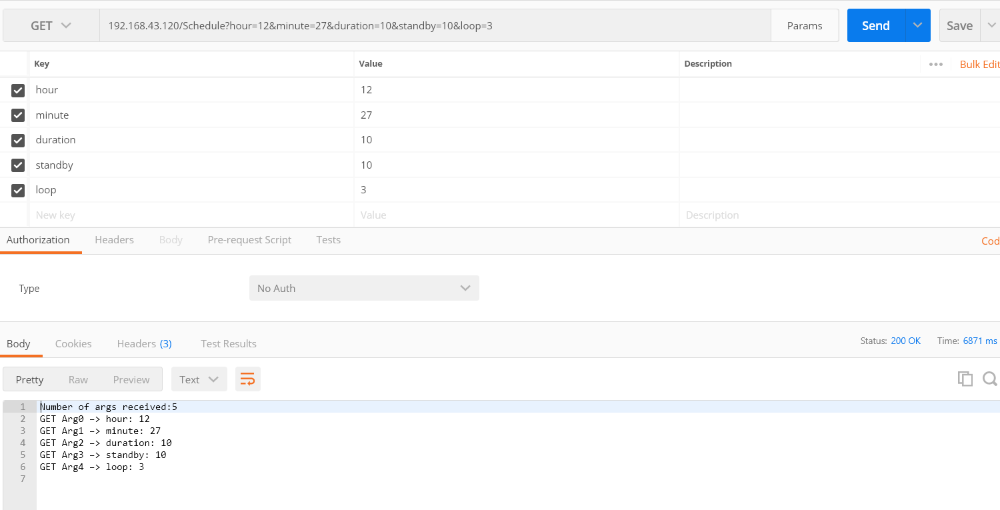 GET 192.168.43.120/Schedule?hour=12&minute=27&duration=10&standby=10&loop=3 Params Send Save
Key Value Description ••• Bulk Edit
hour 12
minute 27
duration 10
standby 10
loop 3
New key Value Description
Authorization Headers Body Pre-request Script Tests Cod
Type No Auth
Body Cookies Headers (3) Test Results Status: 200 OK Time: 6871 ms
Pretty Raw Preview Text
1 Number of args received:5
2 GET Arg0 –> hour: 12
3 GET Arg1 –> minute: 27
4 GET Arg2 –> duration: 10
5 GET Arg3 –> standby: 10
6 GET Arg4 –> loop: 3
7